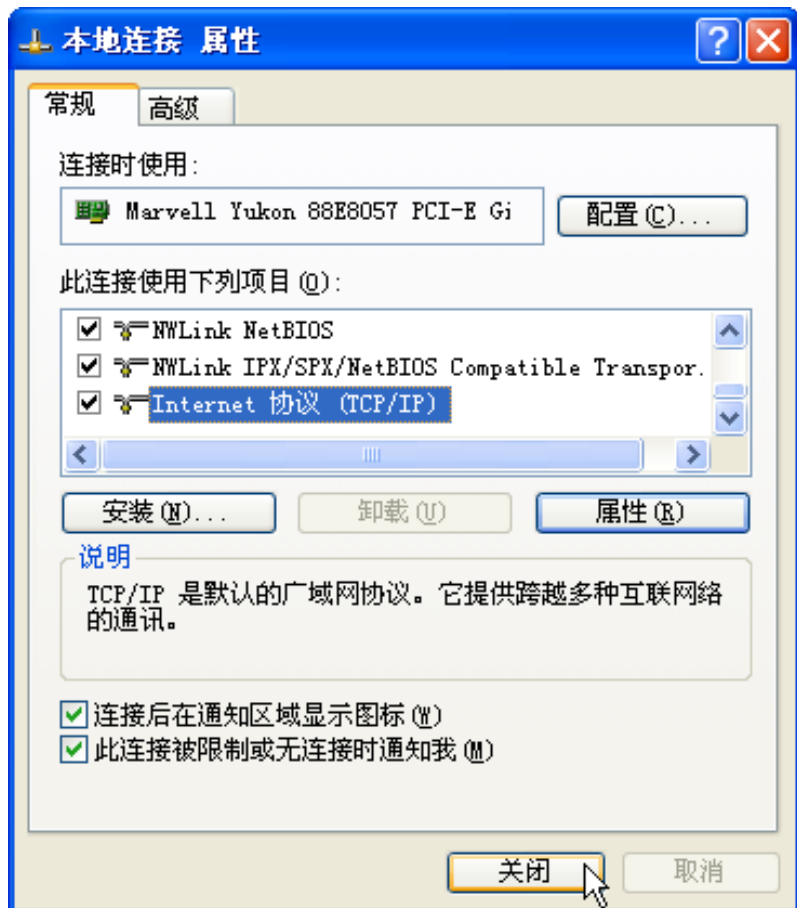 本地连接 属性
常规 高级
连接时使用:
Marvell Yukon 88E8057 PCI-E Gi 配置(C)...
此连接使用下列项目(O):
NWLink NetBIOS
NWLink IPX/SPX/NetBIOS Compatible Transpor.
Internet 协议 (TCP/IP)
安装(N)... 卸载(U) 属性(R)
说明
TCP/IP 是默认的广域网协议。它提供跨越多种互联网络
的通讯。
连接后在通知区域显示图标(W)
此连接被限制或无连接时通知我(M)
关闭 取消